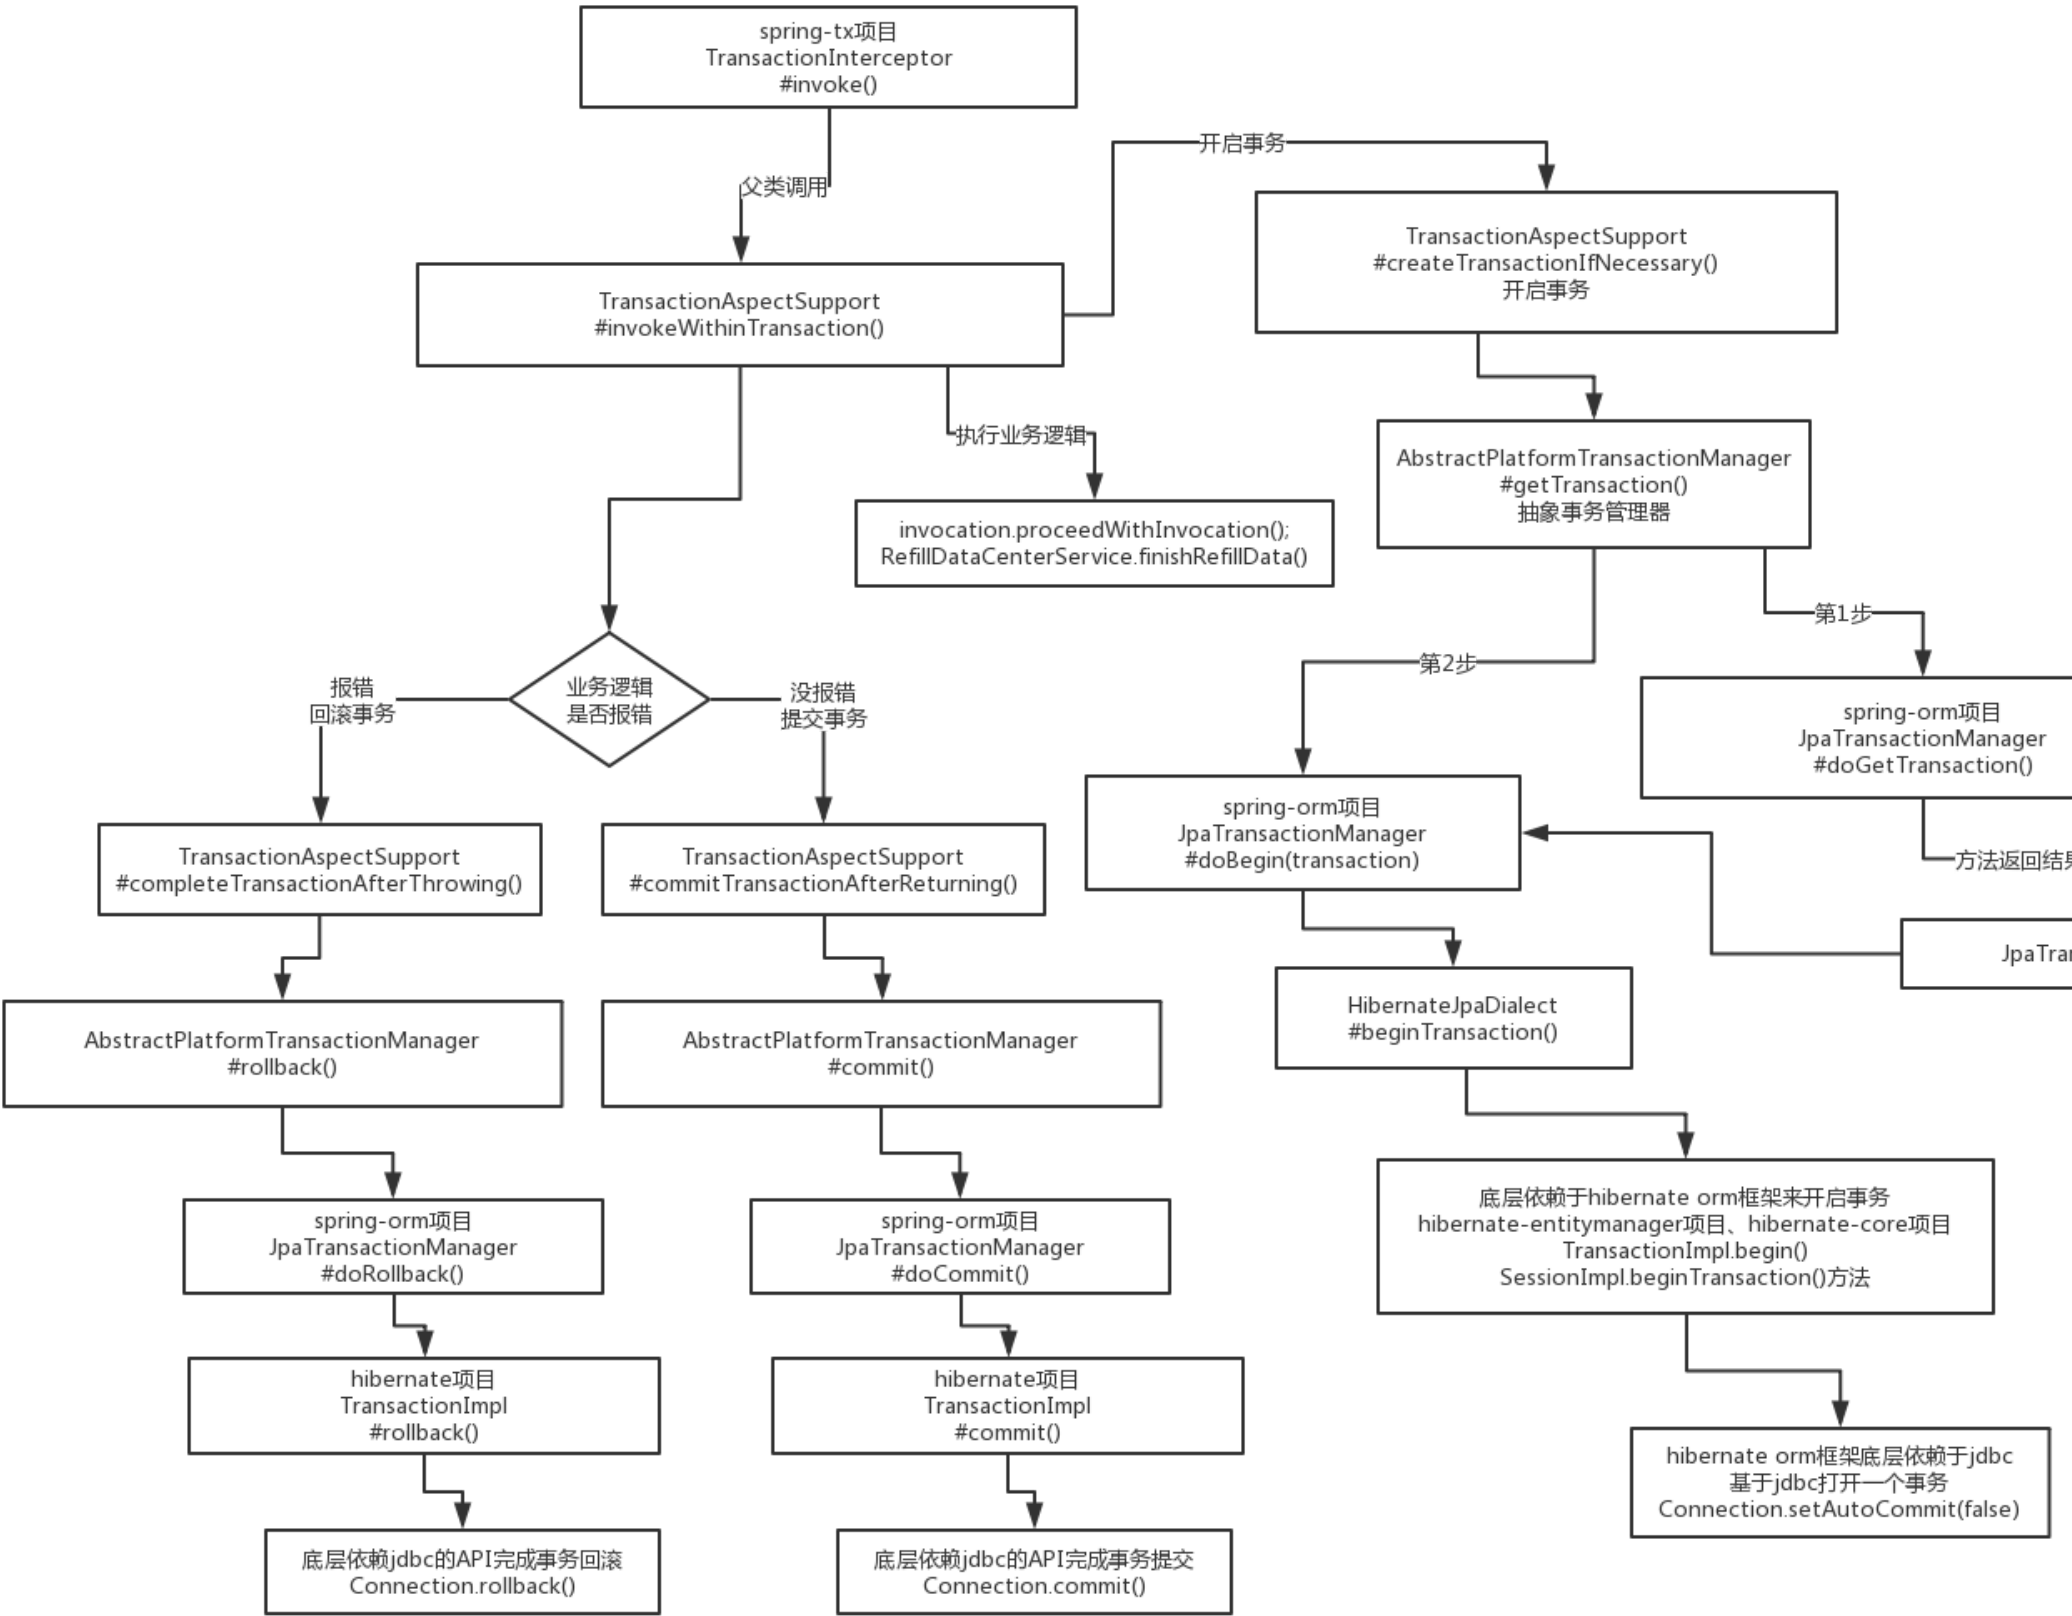 spring-tx项目
TransactionInterceptor
#invoke()
父类调用
开启事务
TransactionAspectSupport
#invokeWithinTransaction()
TransactionAspectSupport
#createTransactionIfNecessary()
开启事务
执行业务逻辑
invocation.proceedWithInvocation();
RefillDataCenterService.finishRefillData()
AbstractPlatformTransactionManager
#getTransaction()
抽象事务管理器
第1步
第2步
业务逻辑
是否报错
报错
回滚事务
没报错
提交事务
spring-orm项目
JpaTransactionManager
#doGetTransaction()
spring-orm项目
JpaTransactionManager
#doBegin(transaction)
方法返回结
JpaTra
TransactionAspectSupport
#completeTransactionAfterThrowing()
TransactionAspectSupport
#commitTransactionAfterReturning()
HibernateJpaDialect
#beginTransaction()
AbstractPlatformTransactionManager
#rollback()
AbstractPlatformTransactionManager
#commit()
底层依赖于hibernate orm框架来开启事务
hibernate-entitymanager项目、hibernate-core项目
TransactionImpl.begin()
SessionImpl.beginTransaction()方法
spring-orm项目
JpaTransactionManager
#doRollback()
spring-orm项目
JpaTransactionManager
#doCommit()
hibernate项目
TransactionImpl
#rollback()
hibernate项目
TransactionImpl
#commit()
hibernate orm框架底层依赖于jdbc
基于jdbc打开一个事务
Connection.setAutoCommit(false)
底层依赖jdbc的API完成事务回滚
Connection.rollback()
底层依赖jdbc的API完成事务提交
Connection.commit()